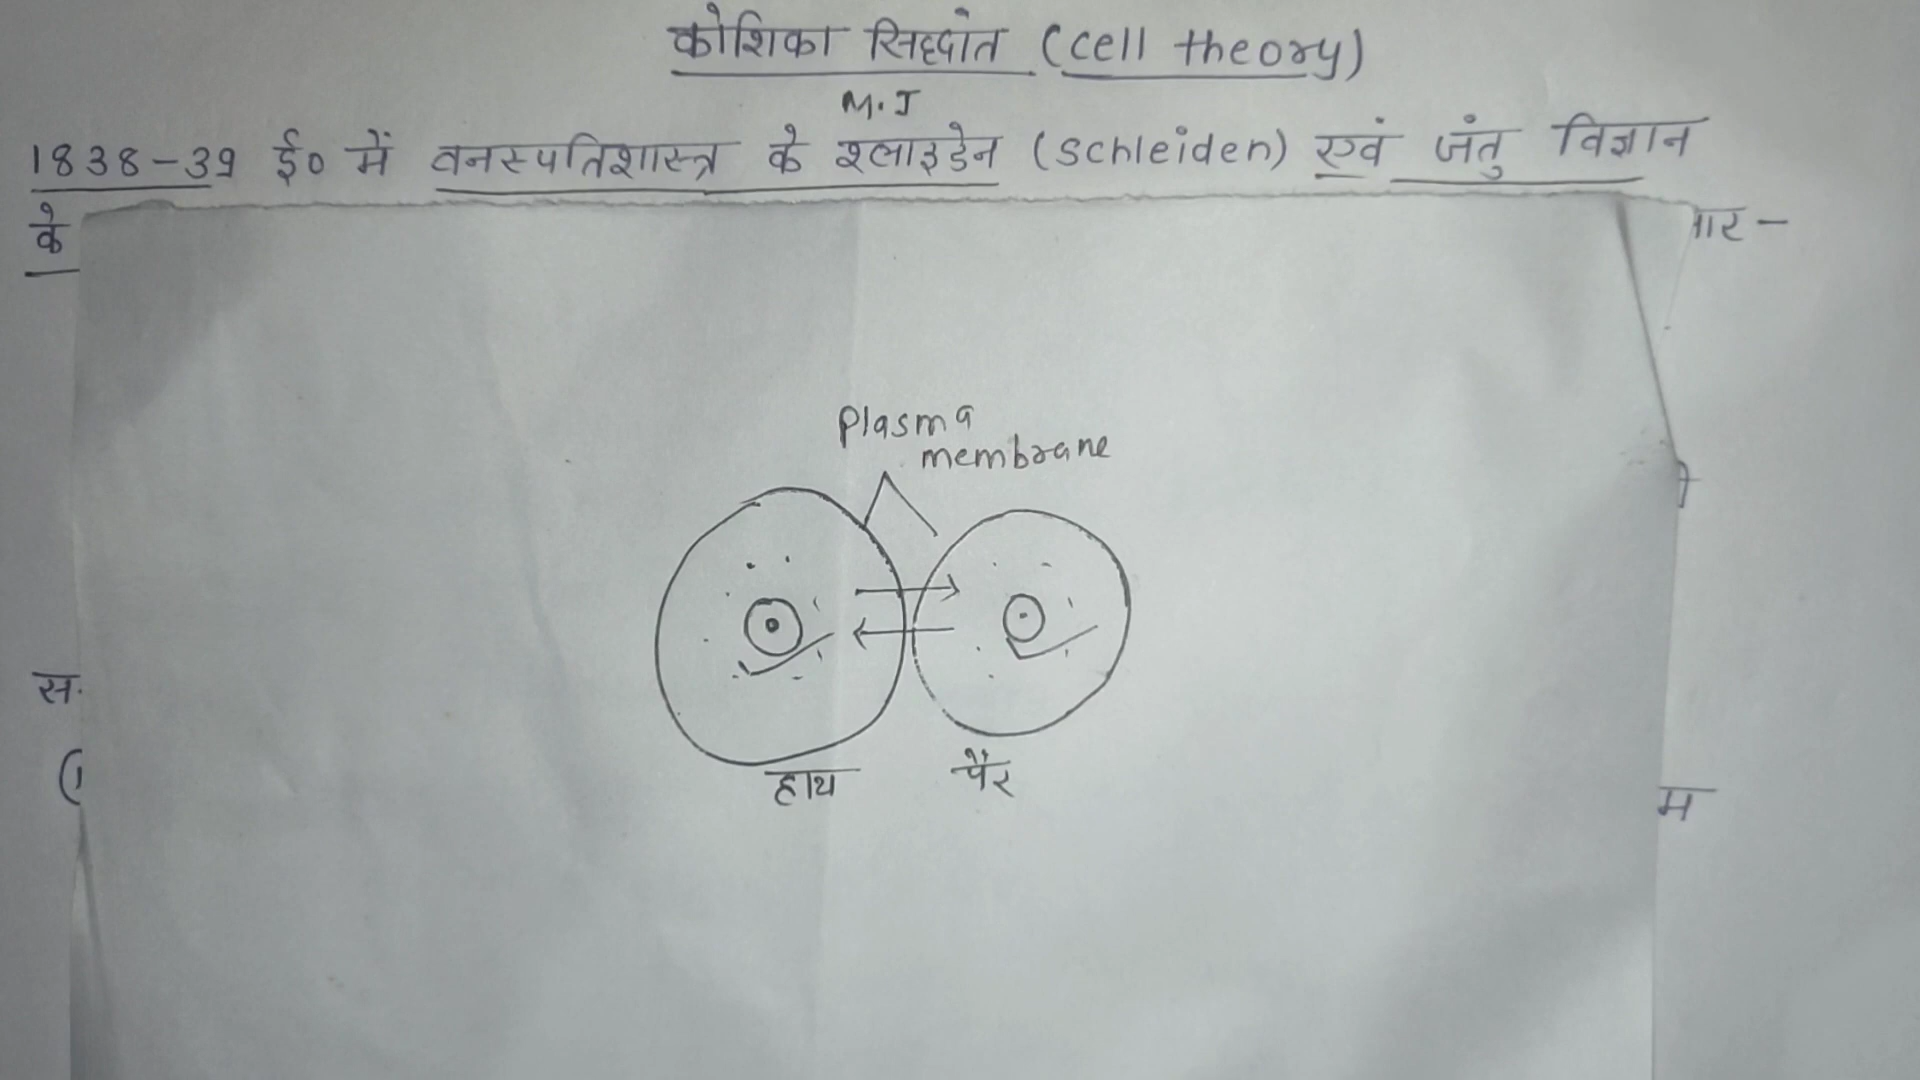 कोशिका सिद्धांत (cell theory)
M.J
1838-39 ई० में वनस्पतिशास्त्र के श्लाइडेन (schleiden) एवं जंतु विज्ञान
के
plasma
membrane
हाथ पैर